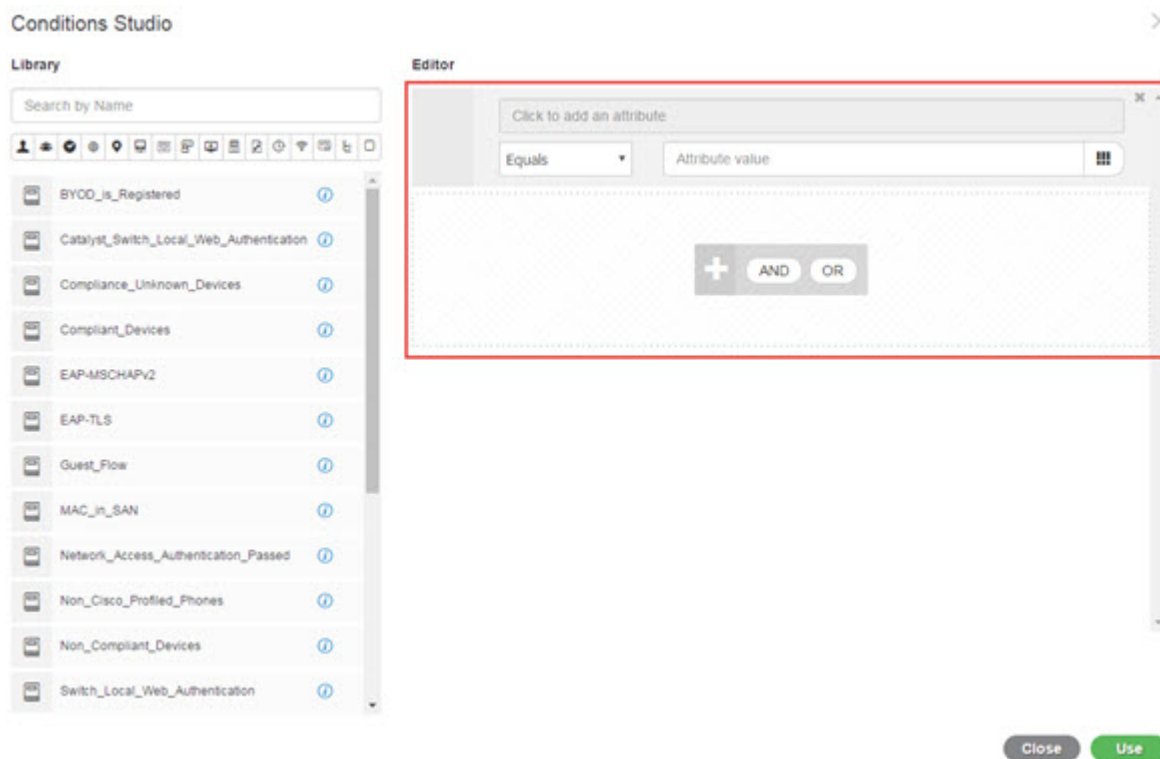 Conditions Studio
Library
Search by Name
BYOD_is_Registered
Catalyst_Switch_Local_Web_Authentication
Compliance_Unknown_Devices
Compliant_Devices
EAP-MSCHAPv2
EAP-TLS
Guest_Flow
MAC_in_SAN
Network_Access_Authentication_Passed
Non_Cisco_Profiled_Phones
Non_Compliant_Devices
Switch_Local_Web_Authentication
Editor
Click to add an attribute
Equals Attribute value
AND OR
Close Use